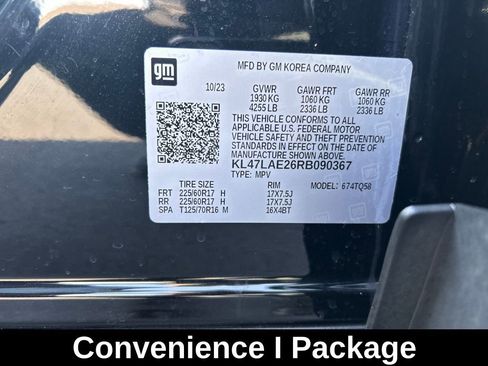 gm
MFD BY GM KOREA COMPANY
10/23 GVWR GAWR FRT GAWR RR
1930 KG 1060 KG 1060 KG
4255 LB 2336 LB 2336 LB
THIS VEHICLE CONFORMS TO ALL
APPLICABLE U.S. FEDERAL MOTOR
VEHICLE SAFETY AND THEFT PREVENTION
STANDARDS IN EFFECT ON THE DATE OF
MANUFACTURE SHOWN ABOVE.
KL47LAE26RB090367
TYPE: MPV
TIRE SIZE RIM MODEL: 674TQ58
FRT 225/60R17 H 17X7.5J
RR 225/60R17 H 17X7.5J
SPA T125/70R16 M 16X4BT
Convenience I Package